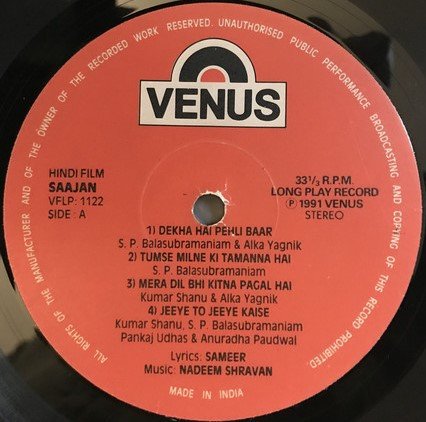 ALL RIGHTS OF THE MANUFACTURER AND OF THE OWNER OF THE RECORDED WORK RESERVED. UNAUTHORISED PUBLIC PERFORMANCE BROADCASTING AND COPYING OF THIS RECORD PROHIBITED.
VENUS
HINDI FILM
SAAJAN
VFLP: 1122
SIDE : A
33 1/3 R.P.M.
LONG PLAY RECORD
Ⓟ 1991 VENUS
STEREO
1) DEKHA HAI PEHLI BAAR
S. P. Balasubramaniam & Alka Yagnik
2) TUMSE MILNE KI TAMANNA HAI
S. P. Balasubramaniam
3) MERA DIL BHI KITNA PAGAL HAI
Kumar Shanu & Alka Yagnik
4) JEEYE TO JEEYE KAISE
Kumar Shanu, S. P. Balasubramaniam
Pankaj Udhas & Anuradha Paudwal
Lyrics: SAMEER
Music: NADEEM SHRAVAN
MADE IN INDIA